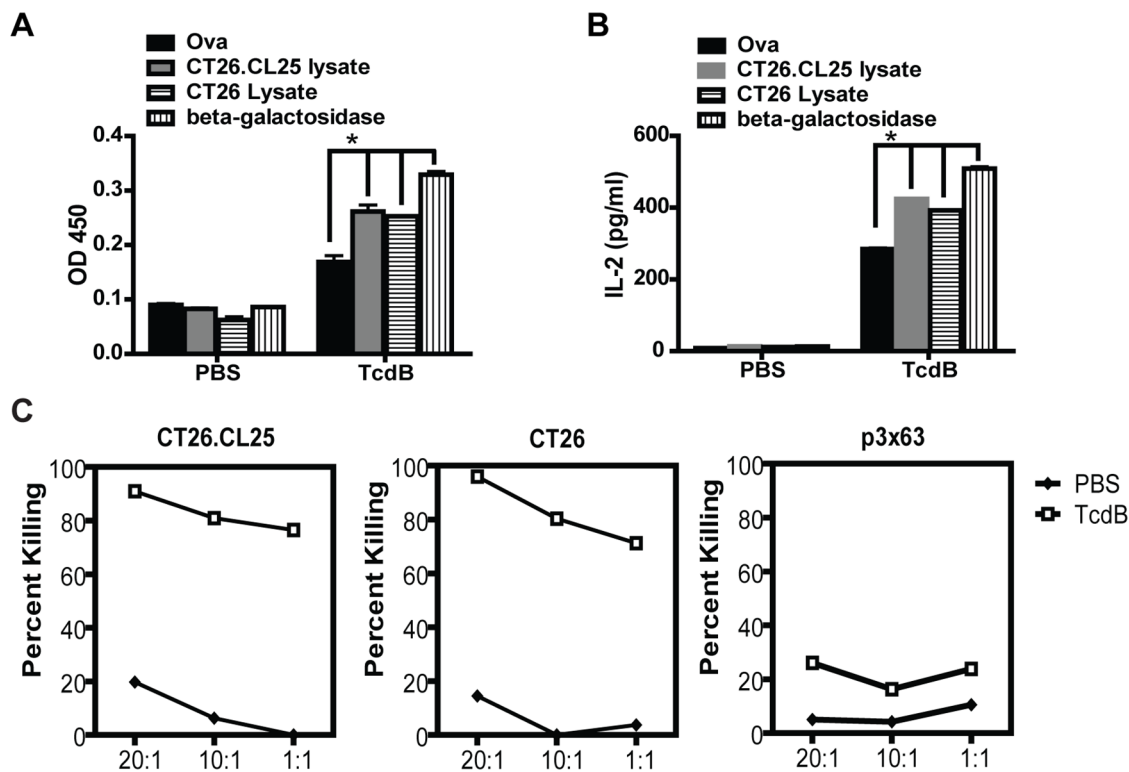 A
Ova
CT26.CL25 lysate
CT26 Lysate
beta-galactosidase
0.4
0.3
0.2
0.1
0.0
OD 450
*
PBS
TcdB
B
Ova
CT26.CL25 lysate
CT26 Lysate
beta-galactosidase
600
400
200
0
IL-2 (pg/ml)
*
PBS
TcdB
C
CT26.CL25
100
80
60
40
20
0
Percent Killing
20:1
10:1
1:1
CT26
100
80
60
40
20
0
Percent Killing
20:1
10:1
1:1
p3x63
100
80
60
40
20
0
Percent Killing
20:1
10:1
1:1
PBS
TcdB